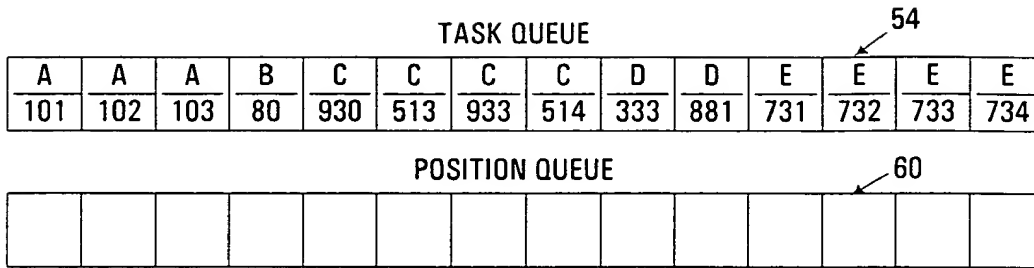 TASK QUEUE
54
A A A B C C C C D D E E E E
101 102 103 80 930 513 933 514 333 881 731 732 733 734
POSITION QUEUE
60